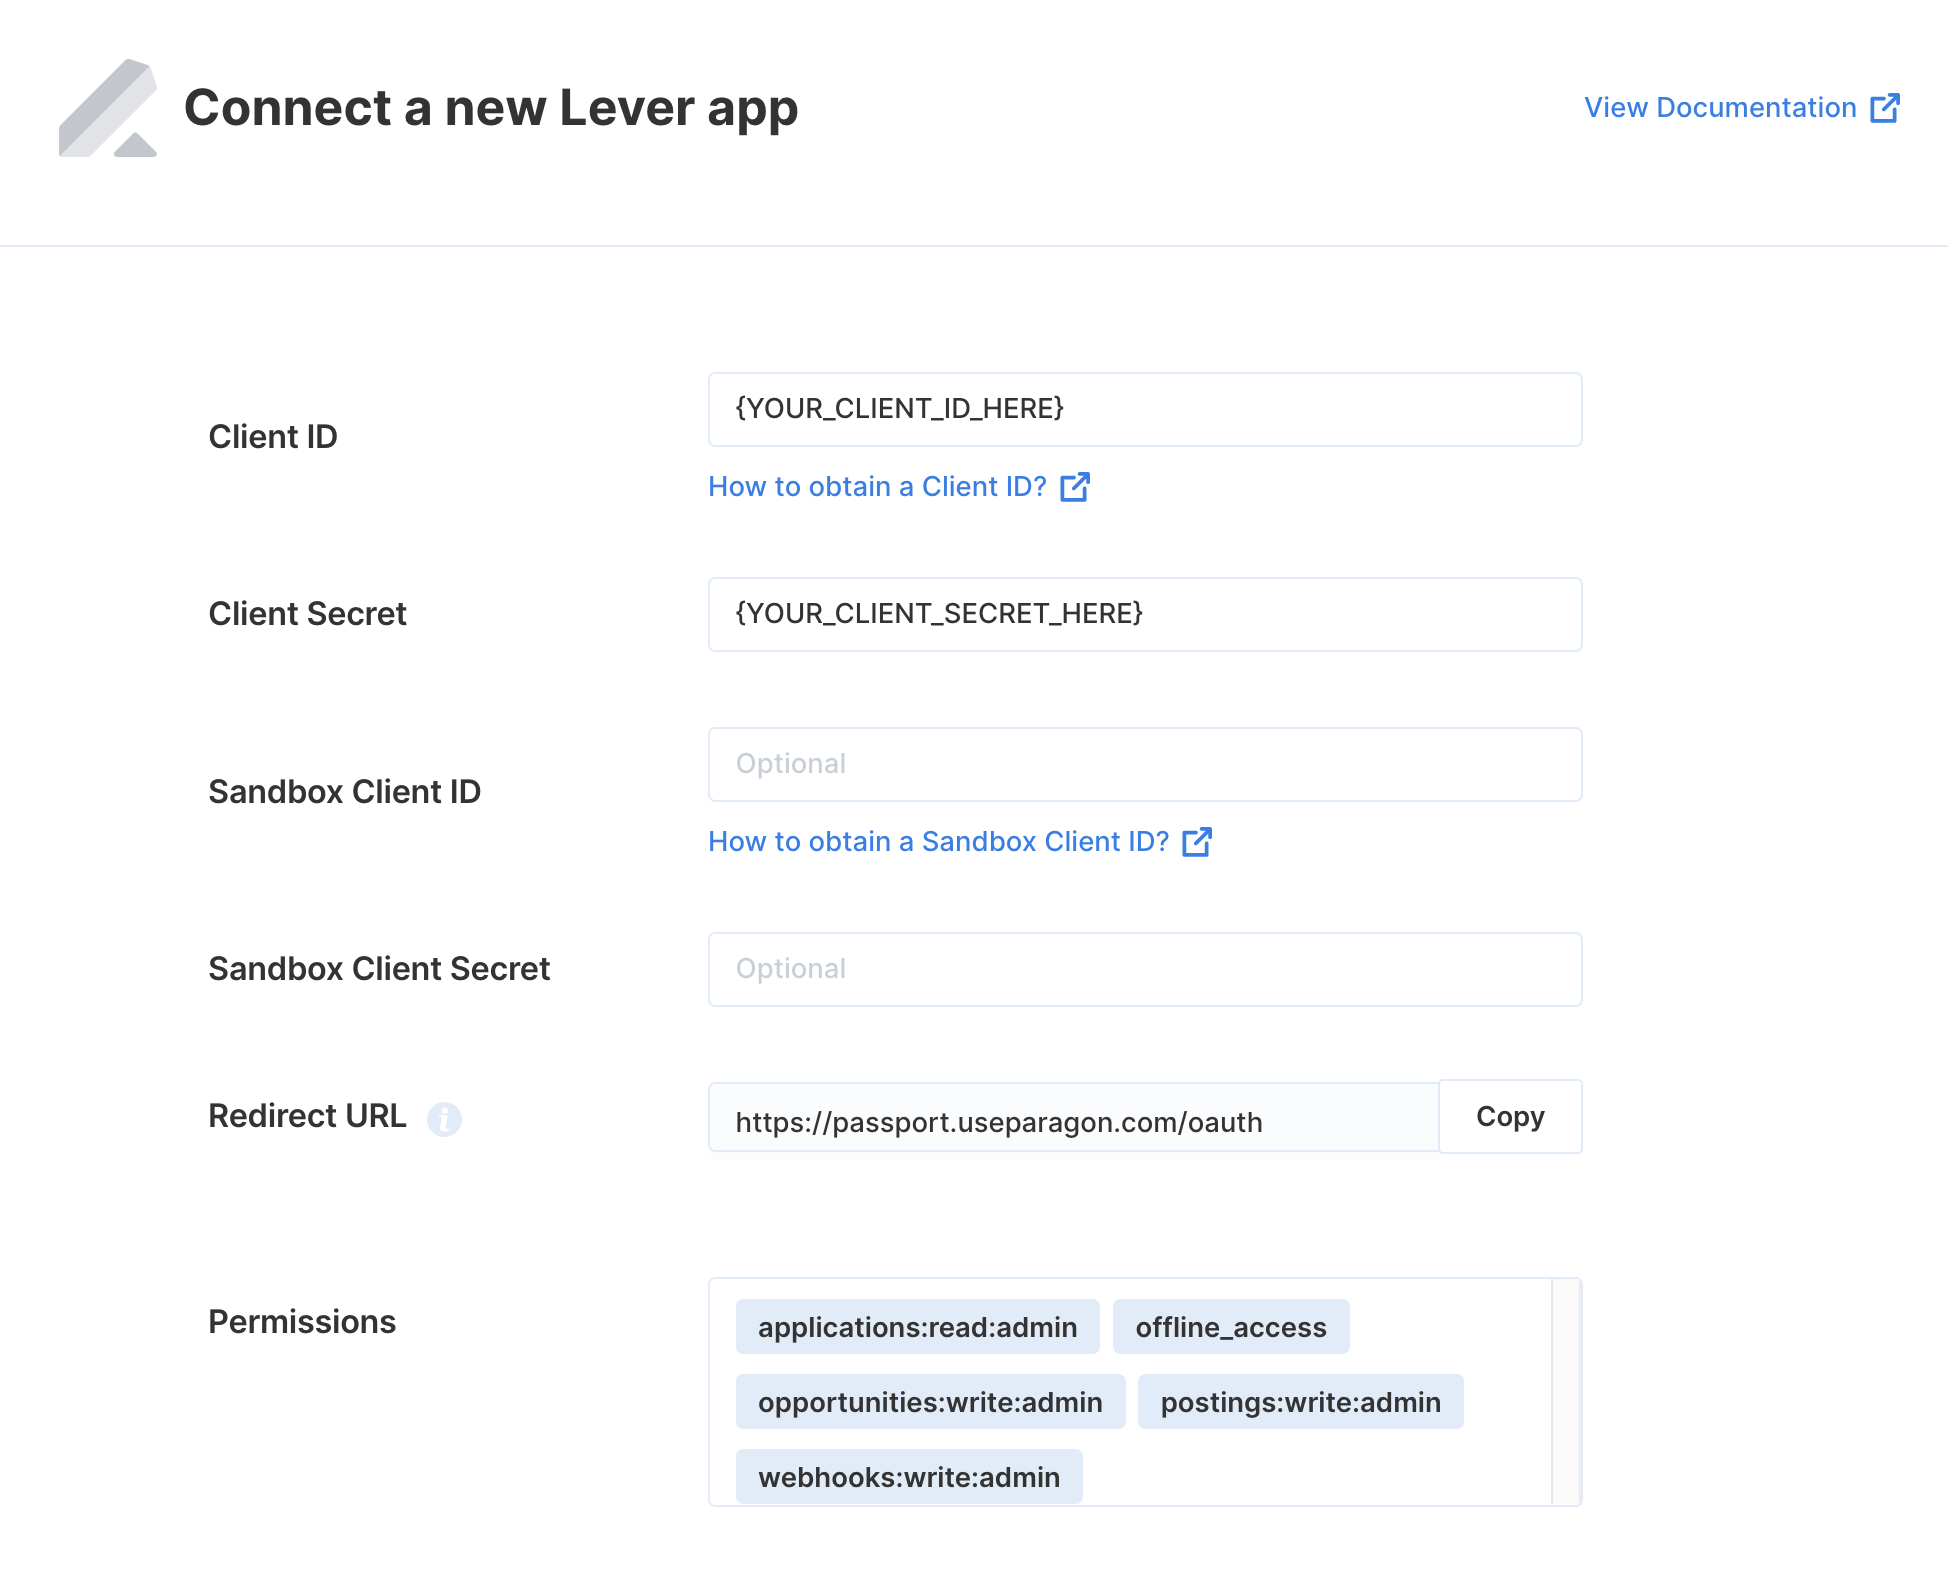 Connect a new Lever app
View Documentation
Client ID
{YOUR_CLIENT_ID_HERE}
How to obtain a Client ID?
Client Secret
{YOUR_CLIENT_SECRET_HERE}
Sandbox Client ID
Optional
How to obtain a Sandbox Client ID?
Sandbox Client Secret
Optional
Redirect URL
https://passport.useparagon.com/oauth
Copy
Permissions
applications:read:admin offline_access
opportunities:write:admin postings:write:admin
webhooks:write:admin